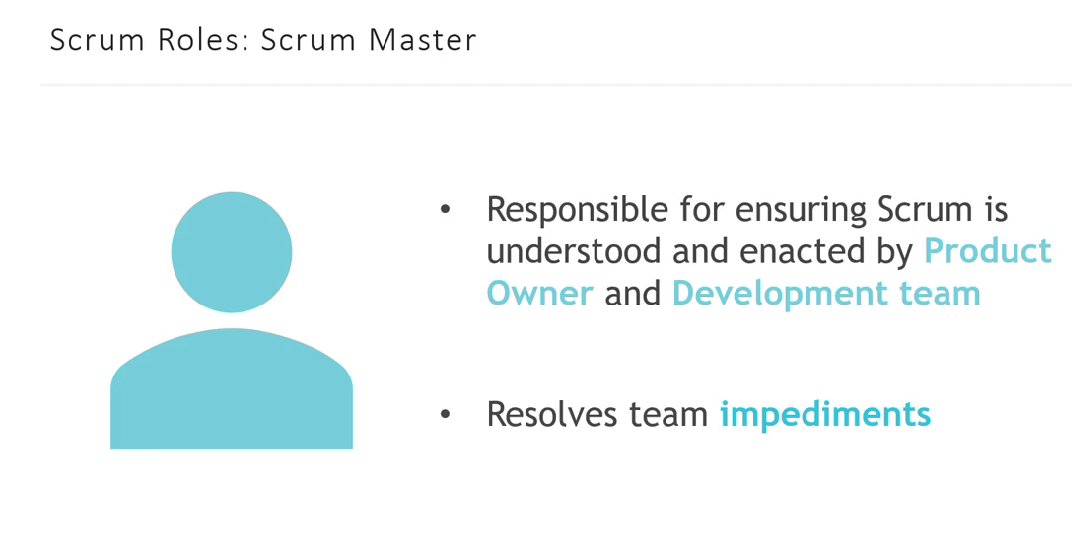 Scrum Roles: Scrum Master
• Responsible for ensuring Scrum is
understood and enacted by Product
Owner and Development team
• Resolves team impediments